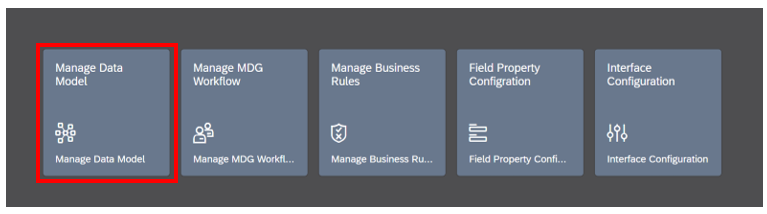 Manage Data
Model
Manage Data Model
Manage MDG
Workflow
Manage MDG Workfl...
Manage Business
Rules
Manage Business Ru...
Field Property
Configration
Field Property Confi...
Interface
Configuration
Interface Configuration